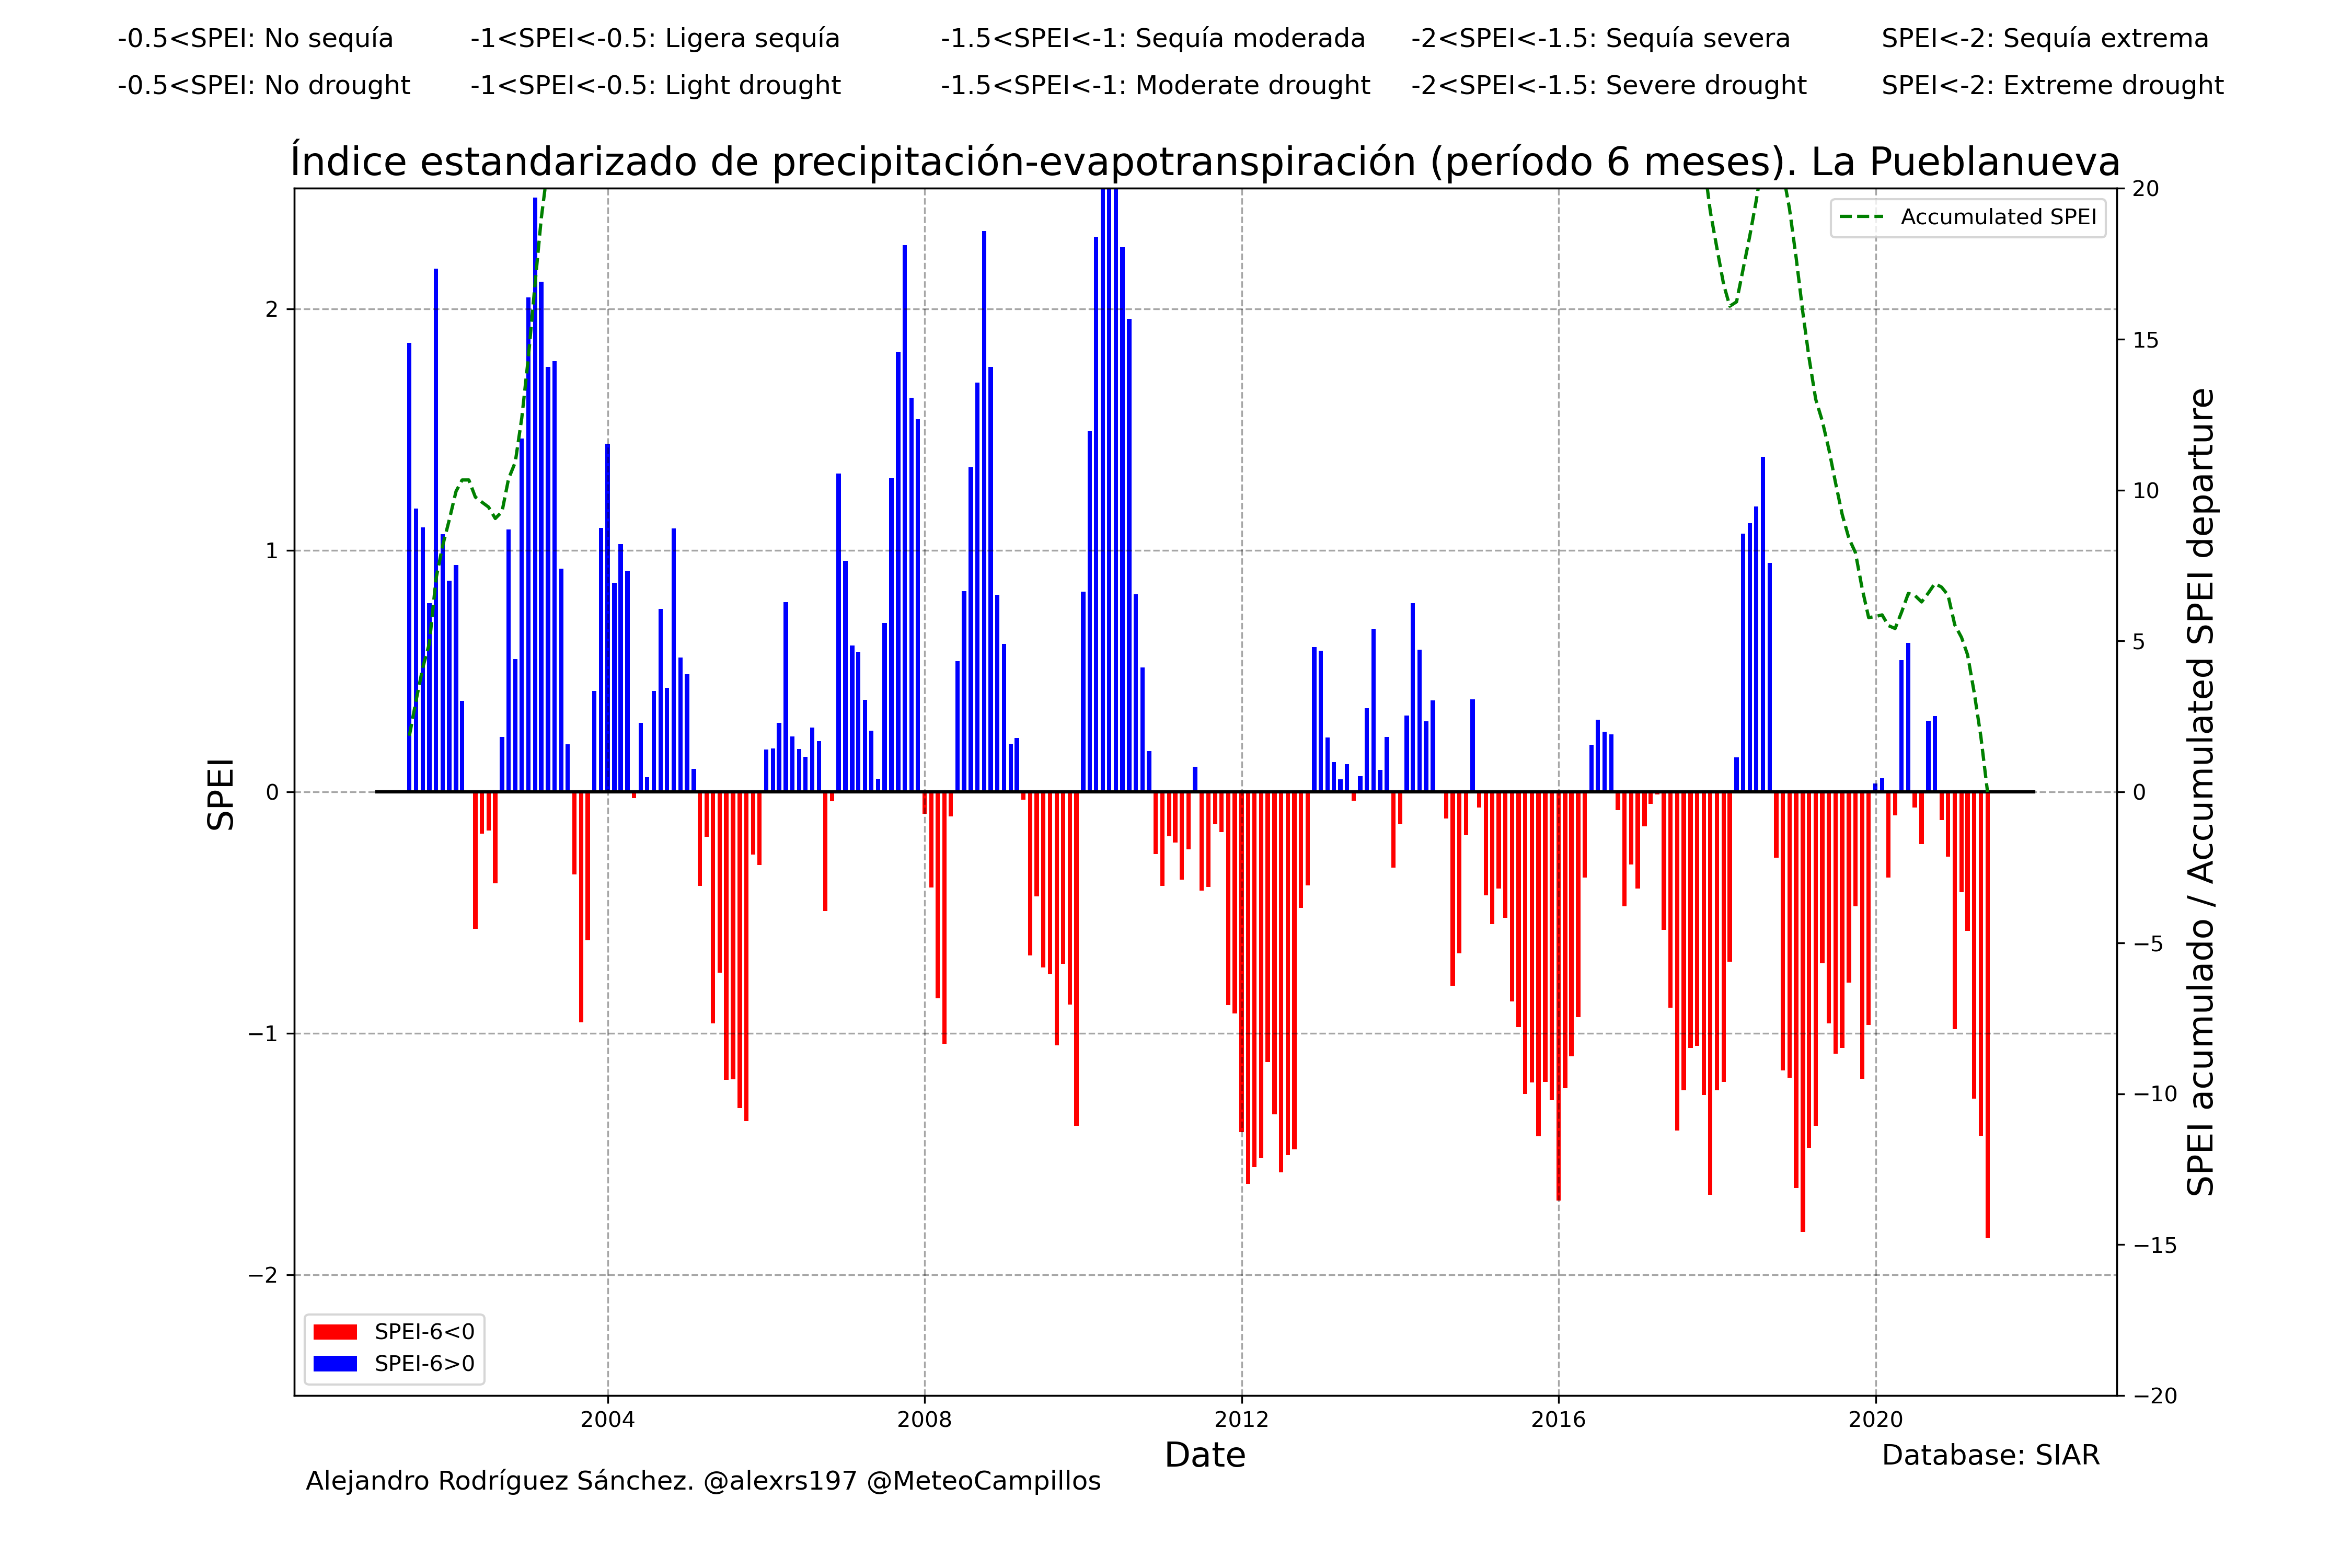 -0.5<SPEI: No sequía -1<SPEI<-0.5: Ligera sequía -1.5<SPEI<-1: Sequía moderada -2<SPEI<-1.5: Sequía severa SPEI<-2: Sequía extrema
-0.5<SPEI: No drought -1<SPEI<-0.5: Light drought -1.5<SPEI<-1: Moderate drought -2<SPEI<-1.5: Severe drought SPEI<-2: Extreme drought
Índice estandarizado de precipitación-evapotranspiración (período 6 meses). La Pueblanueva
Accumulated SPEI
2
1
0
−1
−2
SPEI
20
15
10
5
0
−5
−10
−15
−20
SPEI acumulado / Accumulated SPEI departure
SPEI-6<0
SPEI-6>0
2004 2008 2012 2016 2020
Date
Database: SIAR
Alejandro Rodríguez Sánchez. @alexrs197 @MeteoCampillos